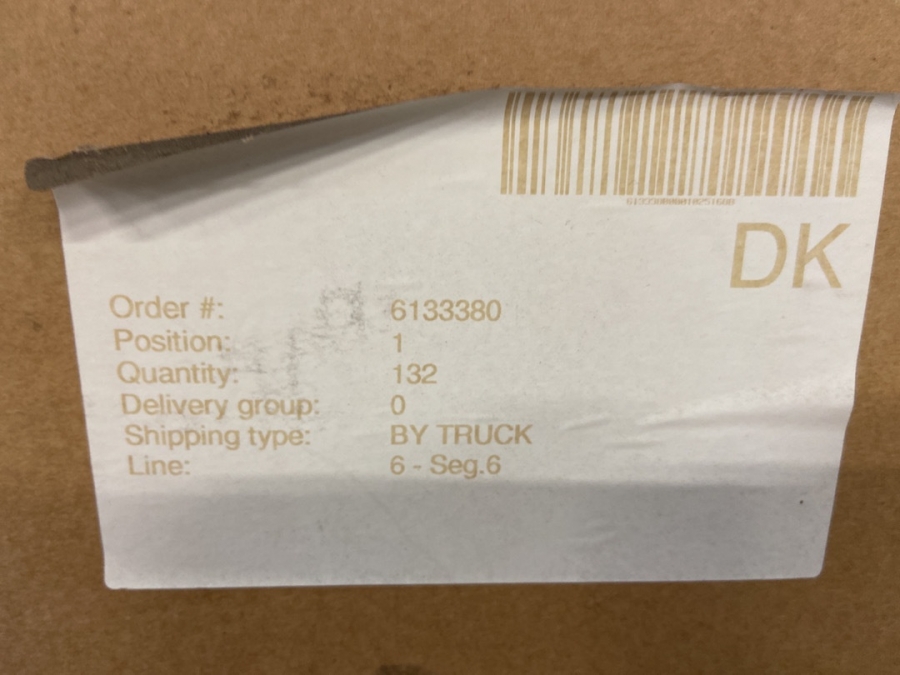 DK
Order #: 6133380
Position: 1
Quantity: 132
Delivery group: 0
Shipping type: BY TRUCK
Line: 6 - Seg.6